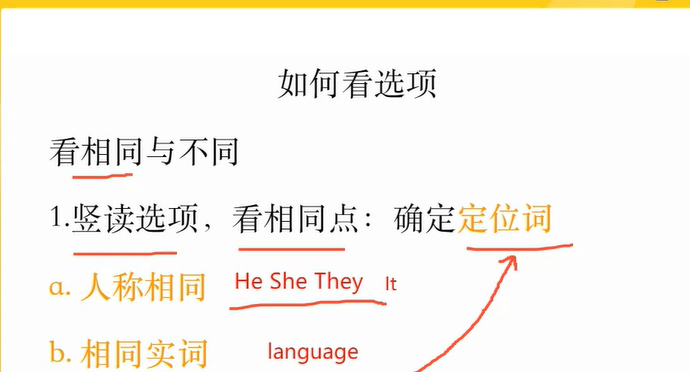 如何看选项
看相同与不同
1.竖读选项，看相同点：确定定位词
a. 人称相同 He She They It
b. 相同实词 language